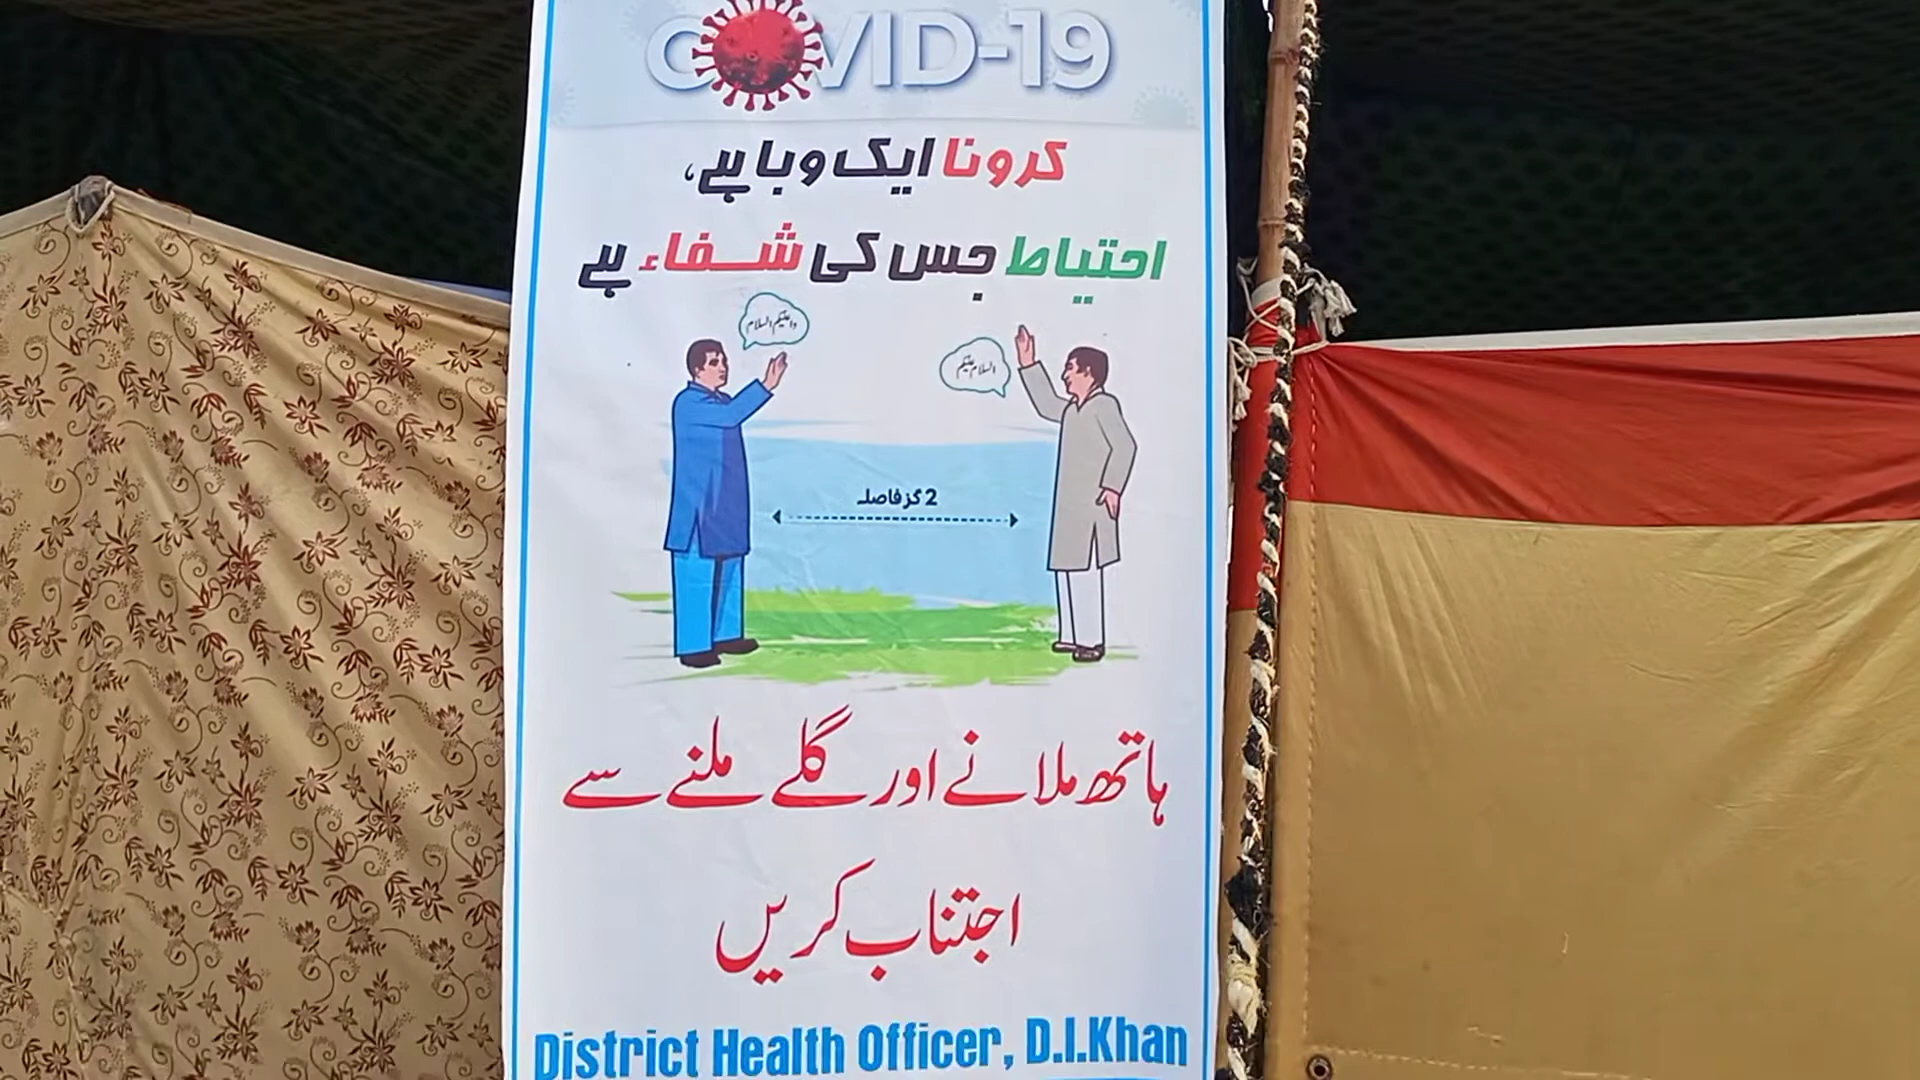 COVID-19
کرونا ایک وبا ہے،
احتیاط جس کی شفاء ہے
واعلیکم السلام
السلام علیکم
2 گز فاصلہ
ہاتھ ملانے اور گلے ملنے سے
اجتناب کریں
District Health Officer, D.I.Khan